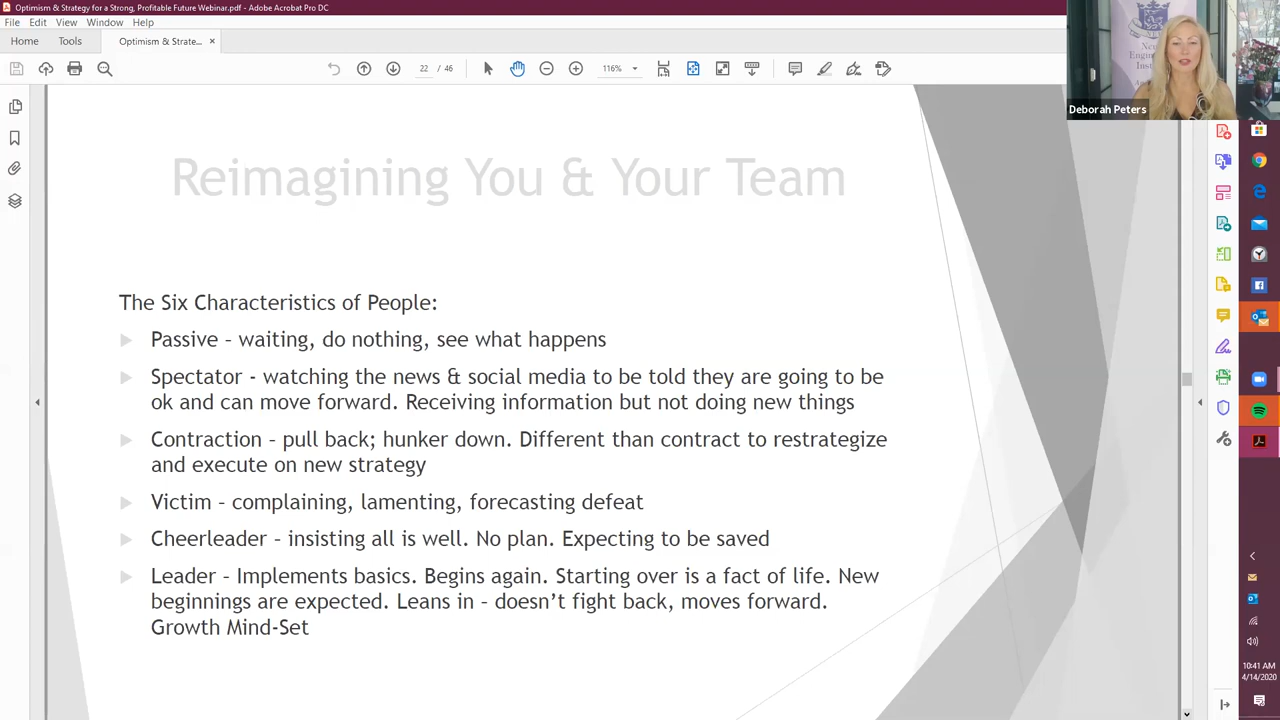 Optimism & Strategy for a Strong, Profitable Future Webinar.pdf - Adobe Acrobat Pro DC
File Edit View Window Help
Home Tools Optimism & Strate... ×
22 / 46 116%
Deborah Peters
Reimagining You & Your Team
The Six Characteristics of People:
Passive – waiting, do nothing, see what happens
Spectator - watching the news & social media to be told they are going to be
ok and can move forward. Receiving information but not doing new things
Contraction – pull back; hunker down. Different than contract to restrategize
and execute on new strategy
Victim – complaining, lamenting, forecasting defeat
Cheerleader – insisting all is well. No plan. Expecting to be saved
Leader – Implements basics. Begins again. Starting over is a fact of life. New
beginnings are expected. Leans in – doesn’t fight back, moves forward.
Growth Mind-Set
10:41 AM
4/14/2020